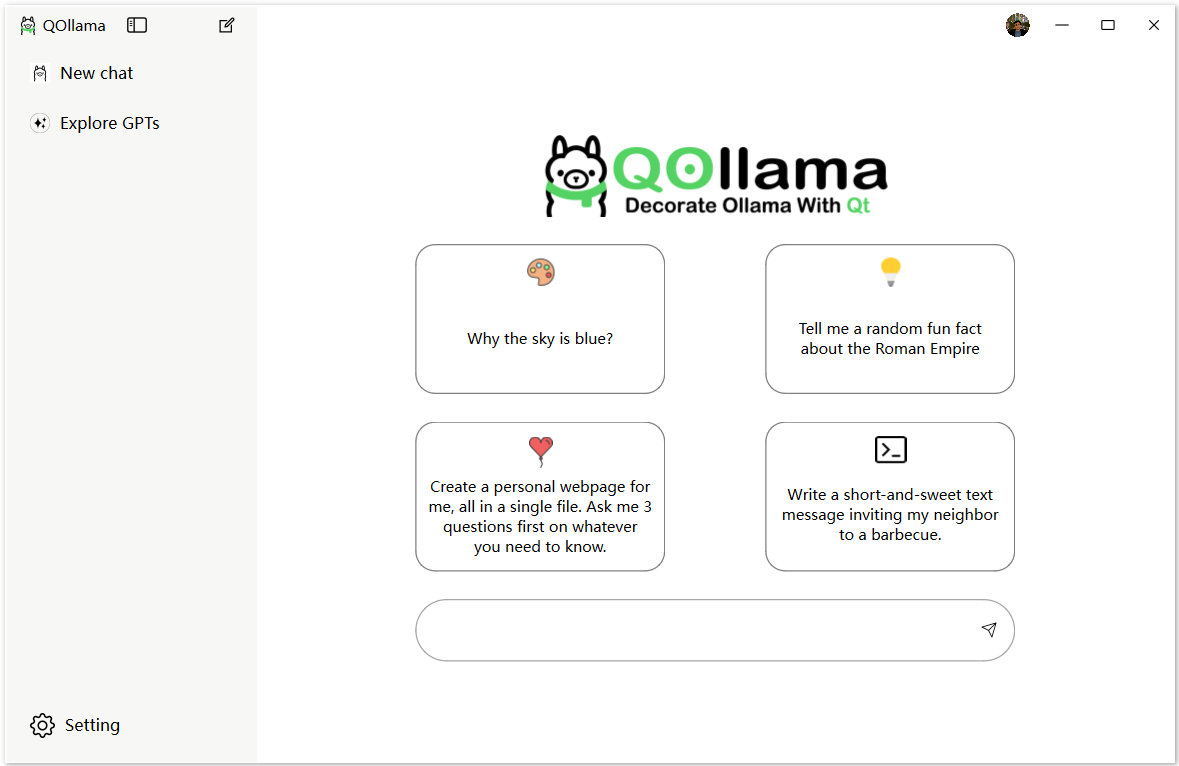 QOllama
New chat
Explore GPTs
QOllama
Decorate Ollama With Qt
Why the sky is blue?
Tell me a random fun fact
about the Roman Empire
Create a personal webpage for
me, all in a single file. Ask me 3
questions first on whatever
you need to know.
Write a short-and-sweet text
message inviting my neighbor
to a barbecue.
Setting